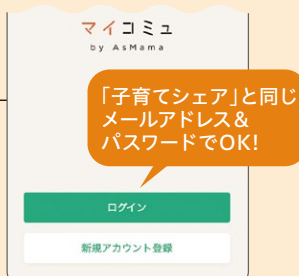 マイコミュ
by AsMama
「子育てシェア」と同じ
メールアドレス&
パスワードでOK!
ログイン
新規アカウント登録